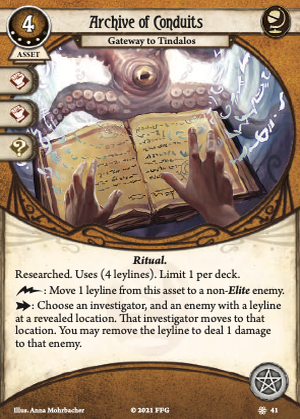 4
Archive of Conduits
Gateway to Tindalos
ASSET
?
Ritual.
Researched. Uses (4 leylines). Limit 1 per deck.
: Move 1 leyline from this asset to a non-Elite enemy.
: Choose an investigator, and an enemy with a leyline
at a revealed location. That investigator moves to that
location. You may remove the leyline to deal 1 damage
to that enemy.
Illus. Anna Mohrbacher
© 2021 FFG
41